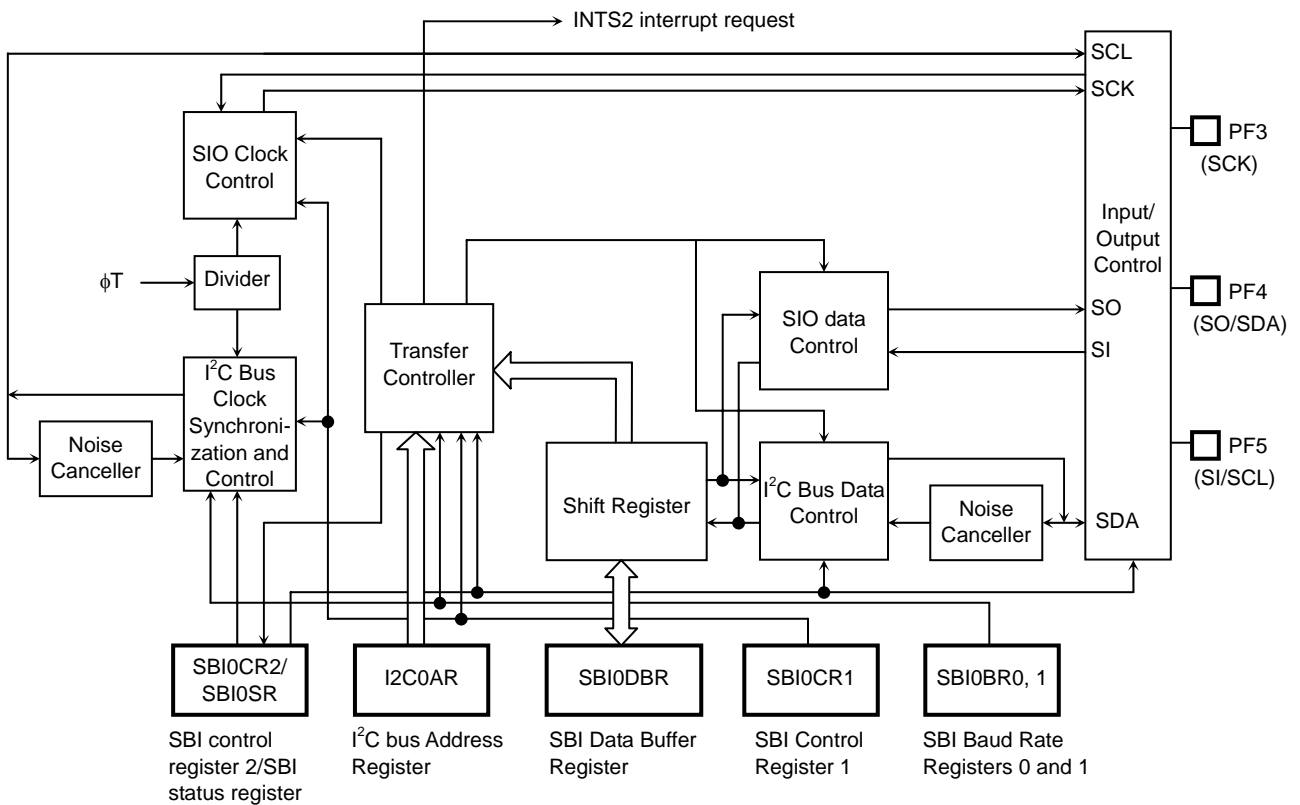 INTS2 interrupt request
SCL
SCK
SIO Clock
Control
PF3
(SCK)
Input/
Output
Control
ϕT
Divider
PF4
(SO/SDA)
SIO data
Control
SO
SI
Transfer
Controller
I²C Bus
Clock
Synchroni-
zation and
Control
Noise
Canceller
PF5
(SI/SCL)
Shift Register
I²C Bus Data
Control
Noise
Canceller
SDA
SBI0CR2/
SBI0SR
I2C0AR
SBI0DBR
SBI0CR1
SBI0BR0, 1
SBI control
register 2/SBI
status register
I²C bus Address
Register
SBI Data Buffer
Register
SBI Control
Register 1
SBI Baud Rate
Registers 0 and 1